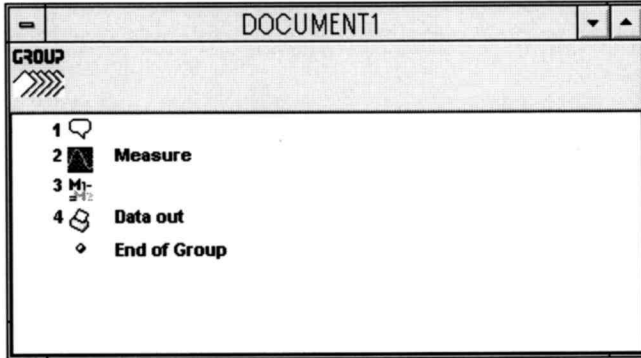 DOCUMENT1
GROUP
1
2 Measure
3 M1-
=M2
4 Data out
End of Group